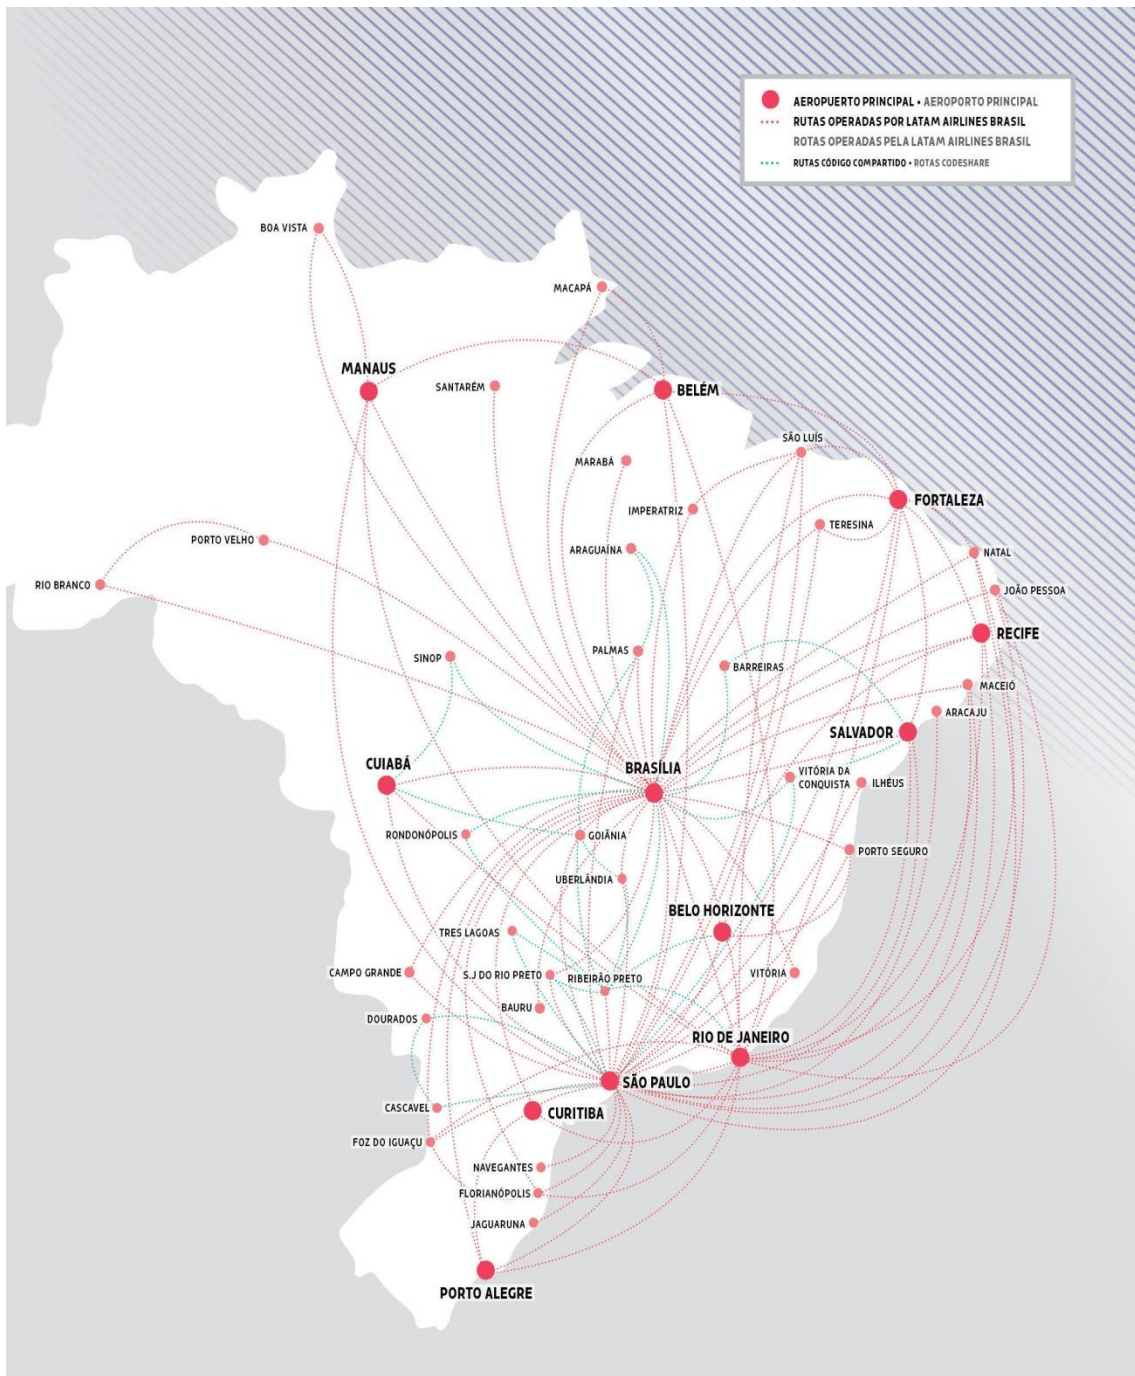 AEROPUERTO PRINCIPAL • AEROPORTO PRINCIPAL
RUTAS OPERADAS POR LATAM AIRLINES BRASIL
ROTAS OPERADAS PELA LATAM AIRLINES BRASIL
RUTAS CÓDIGO COMPARTIDO • ROTAS CODESHARE
BOA VISTA
MACAPÁ
MANAUS
SANTARÉM
BELÉM
SÃO LUÍS
MARABÁ
FORTALEZA
IMPERATRIZ
TERESINA
PORTO VELHO
ARAGUAÍNA
NATAL
RIO BRANCO
JOÃO PESSOA
RECIFE
PALMAS
SINOP
BARREIRAS
MACEIÓ
ARACAJU
SALVADOR
CUIABÁ
BRASÍLIA
VITÓRIA DA
CONQUISTA
ILHÉUS
RONDONÓPOLIS
GOIÂNIA
PORTO SEGURO
UBERLÂNDIA
BELO HORIZONTE
TRES LAGOAS
CAMPO GRANDE
S.J DO RIO PRETO
RIBEIRÃO PRETO
VITÓRIA
BAURU
DOURADOS
RIO DE JANEIRO
SÃO PAULO
CASCAVEL
CURITIBA
FOZ DO IGUAÇU
NAVEGANTES
FLORIANÓPOLIS
JAGUARUNA
PORTO ALEGRE